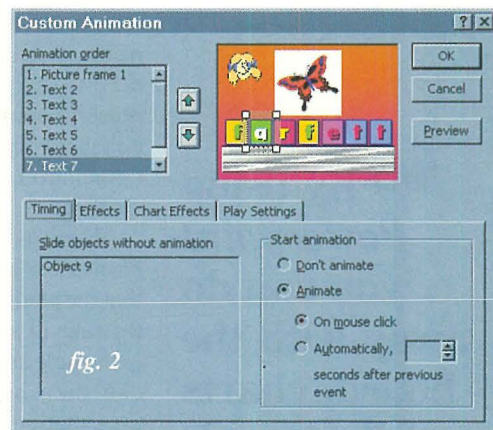 Custom Animation
Animation order
1. Picture frame 1
2. Text 2
3. Text 3
4. Text 4
5. Text 5
6. Text 6
7. Text 7
f a r f e t t
OK
Cancel
Preview
Timing
Effects
Chart Effects
Play Settings
Slide objects without animation
Object 9
fig. 2
Start animation
Don't animate
Animate
On mouse click
Automatically,
seconds after previous
event